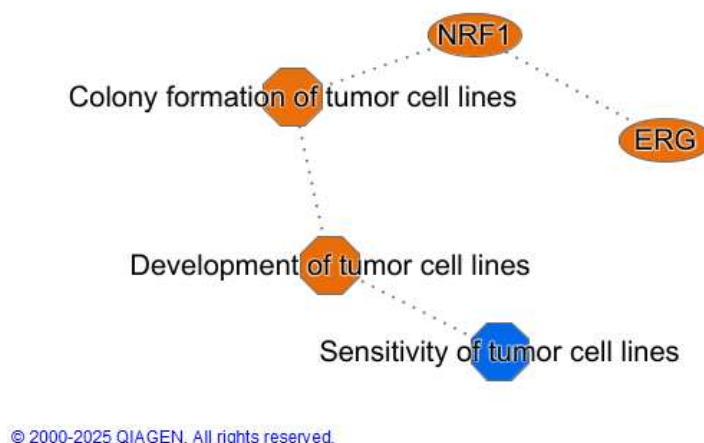 NRF1
Colony formation of tumor cell lines
ERG
Development of tumor cell lines
Sensitivity of tumor cell lines
© 2000-2025 QIAGEN. All rights reserved.